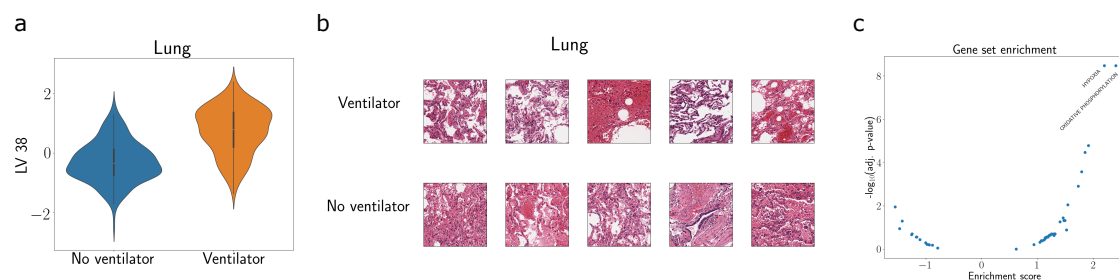 a
Lung
LV 38
2
0
−2
No ventilator
Ventilator
b
Lung
Ventilator
No ventilator
c
Gene set enrichment
-log10(adj. p-value)
8
6
4
2
0
HYPOXIA
OXIDATIVE PHOSPHORYLATION
−1
0
1
2
Enrichment score